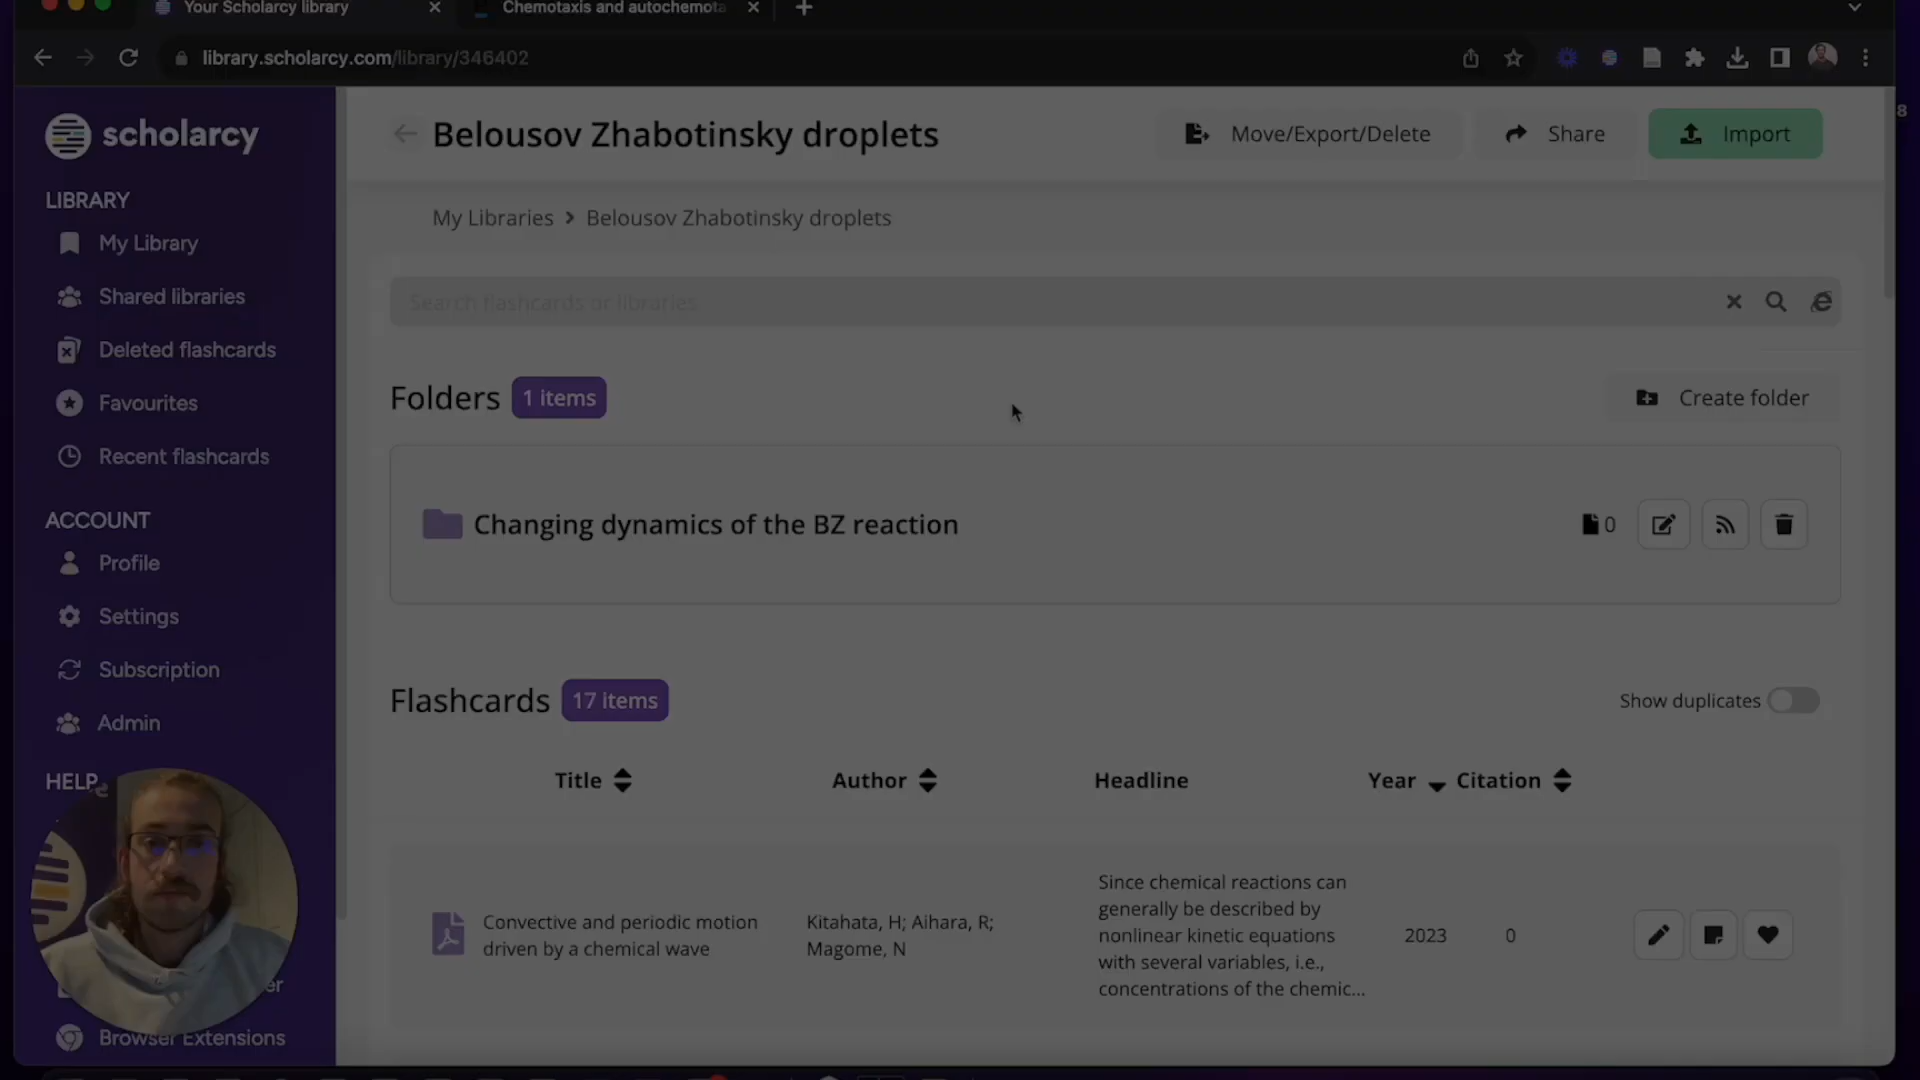 Your Scholarcy library
Chemotaxis and autochemota
library.scholarcy.com/library/346402
scholarcy
Belousov Zhabotinsky droplets
Move/Export/Delete
Share
Import
8
LIBRARY
My Libraries > Belousov Zhabotinsky droplets
My Library
Shared libraries
Search flashcards or libraries
Deleted flashcards
Folders 1 items
Create folder
Favourites
Recent flashcards
ACCOUNT
Changing dynamics of the BZ reaction
0
Profile
Settings
Subscription
Flashcards 17 items
Show duplicates
Admin
HELP
Title Author Headline Year Citation
Convective and periodic motion
driven by a chemical wave
Kitahata, H; Aihara, R;
Magome, N
Since chemical reactions can
generally be described by
nonlinear kinetic equations
with several variables, i.e.,
concentrations of the chemic...
2023
0
Browser Extensions